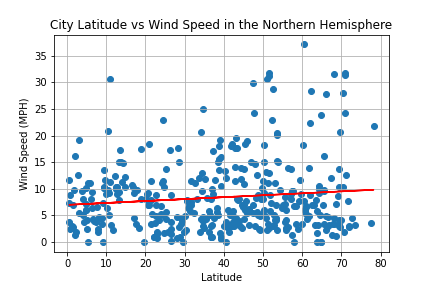 City Latitude vs Wind Speed in the Northern Hemisphere
35
30
25
20
15
10
5
0
Wind Speed (MPH)
0 10 20 30 40 50 60 70 80
Latitude